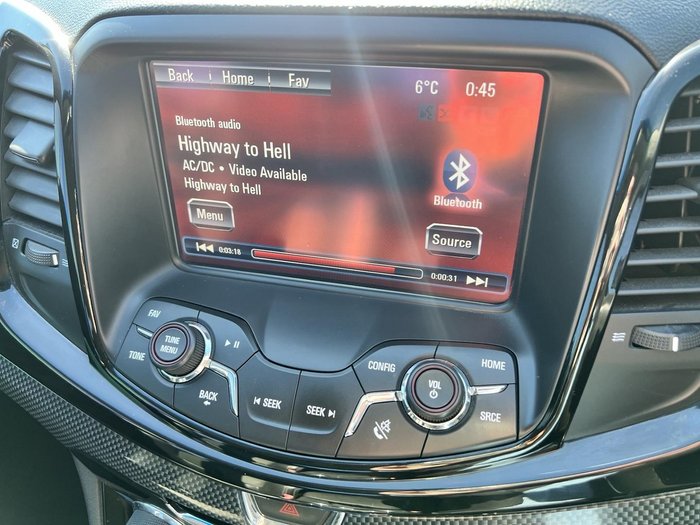 Back Home Fav 6°C 0:45
Bluetooth audio
Highway to Hell
AC/DC • Video Available
Highway to Hell
Bluetooth
Menu
Source
0:03:18 0:00:31
FAV
TUNE
MENU
TONE
BACK
SEEK
SEEK
CONFIG
HOME
VOL
SRCE